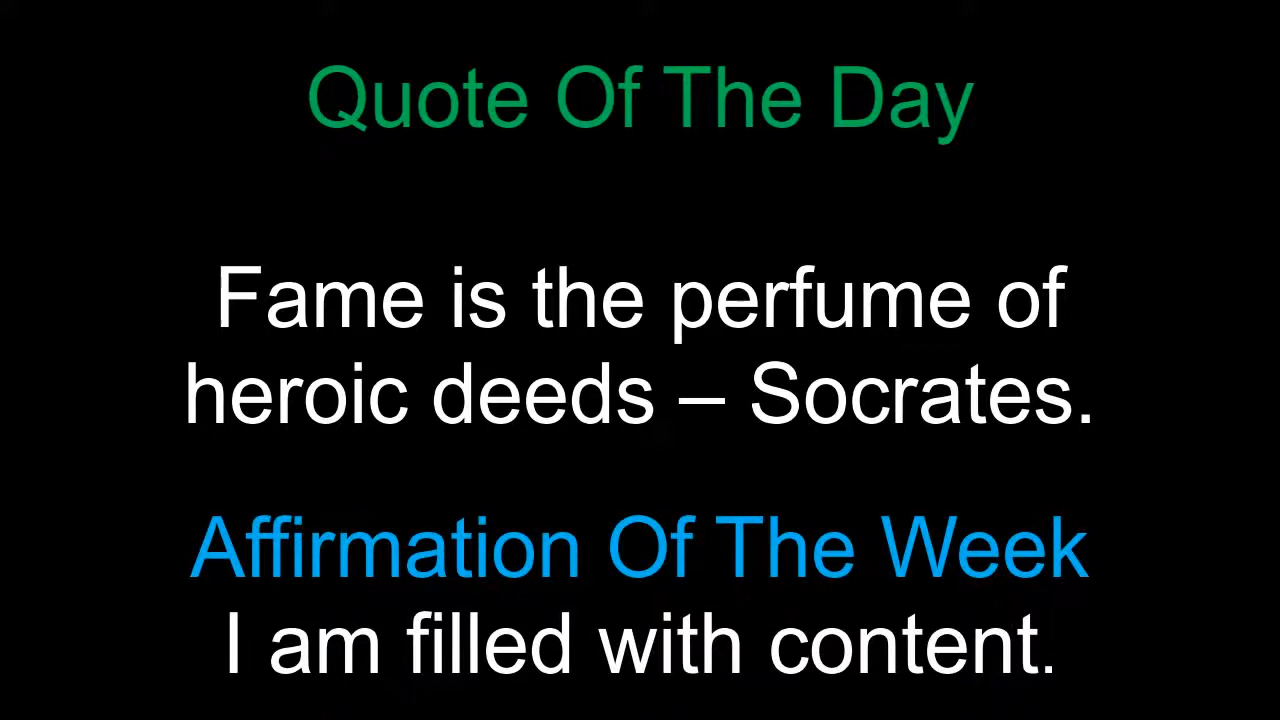 Quote Of The Day
Fame is the perfume of
heroic deeds – Socrates.
Affirmation Of The Week
I am filled with content.